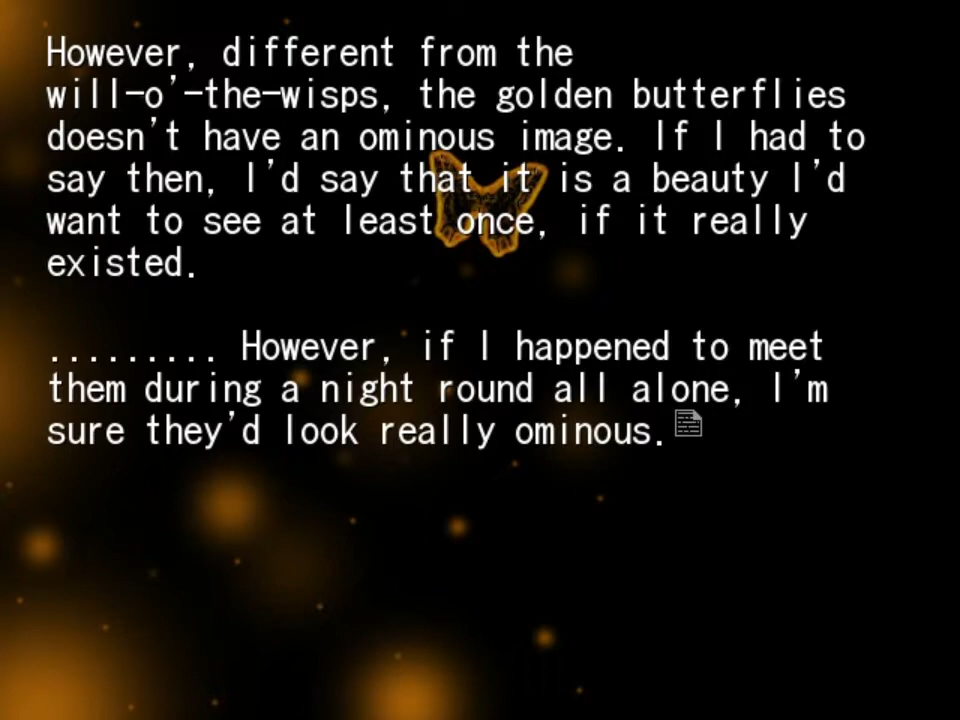 However, different from the
will-o'-the-wisps, the golden butterflies
doesn't have an ominous image. If I had to
say then, I'd say that it is a beauty I'd
want to see at least once, if it really
existed.
......... However, if I happened to meet
them during a night round all alone, I'm
sure they'd look really ominous.